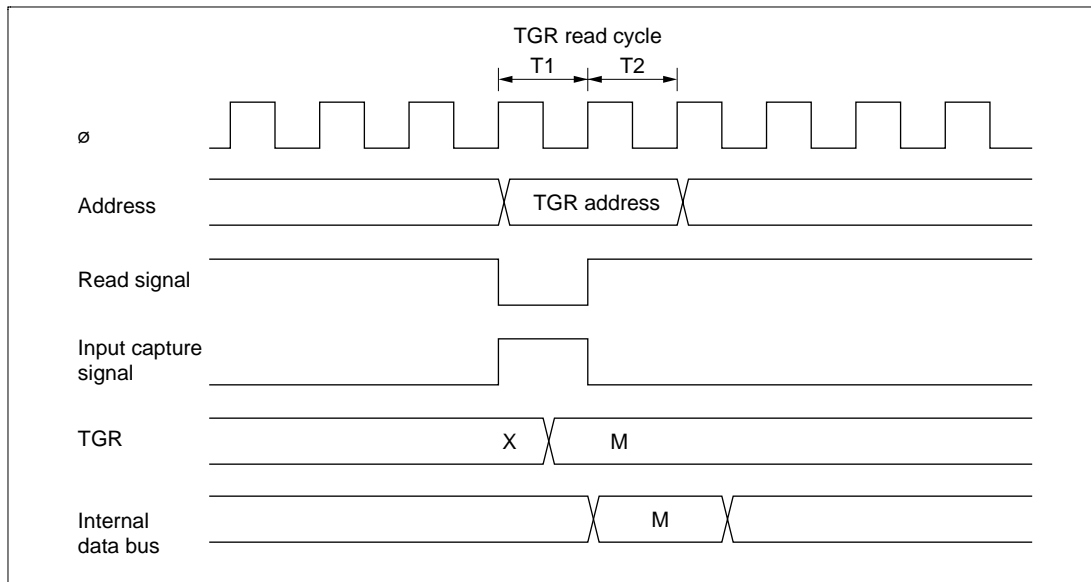 TGR read cycle
T1 T2
ø
Address
TGR address
Read signal
Input capture
signal
TGR
X M
Internal
data bus
M